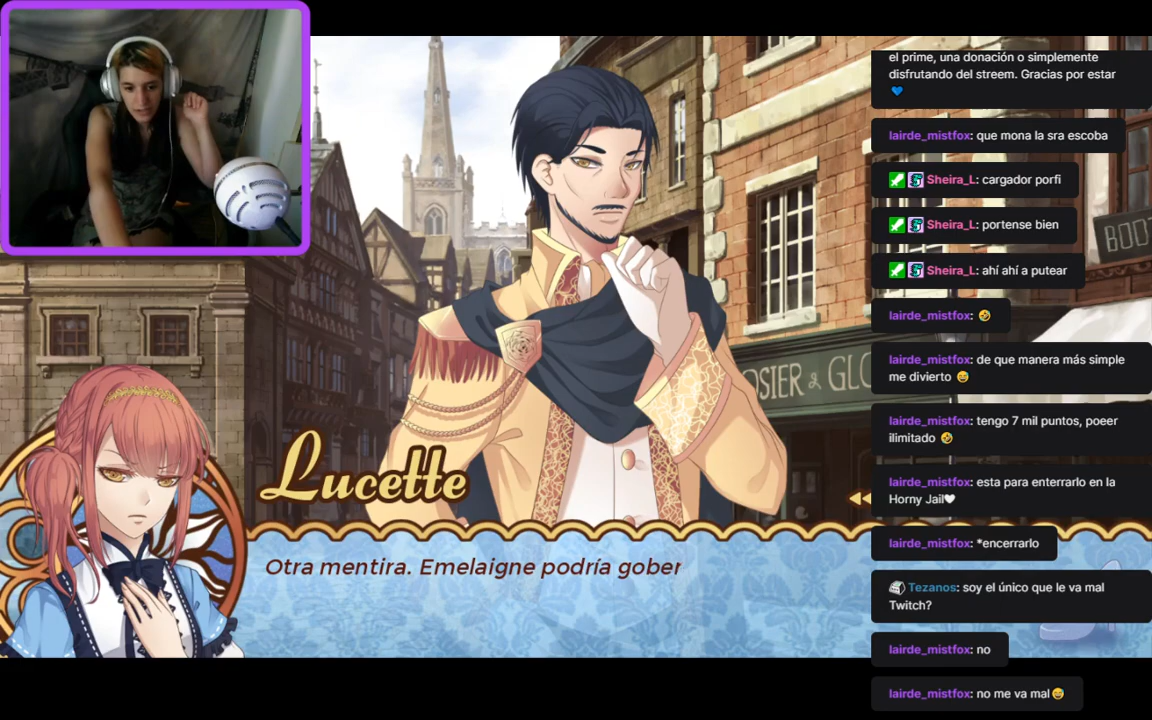 el prime, una donación o simplemente
disfrutando del streem. Gracias por estar
💙
lairde_mistfox: que mona la sra escoba
Sheira_L: cargador porfi
Sheira_L: portense bien
Sheira_L: ahí ahí a putear
lairde_mistfox: 🤣
lairde_mistfox: de que manera más simple
me divierto 😅
lairde_mistfox: tengo 7 mil puntos, poeer
ilimitado 🤣
lairde_mistfox: esta para enterrarlo en la
Horny Jail🤍
lairde_mistfox: *encerrarlo
Tezanos: soy el único que le va mal
Twitch?
lairde_mistfox: no
lairde_mistfox: no me va mal😅
BOOT
OSIER & GLO
Lucette
Otra mentira. Emelaigne podría gober